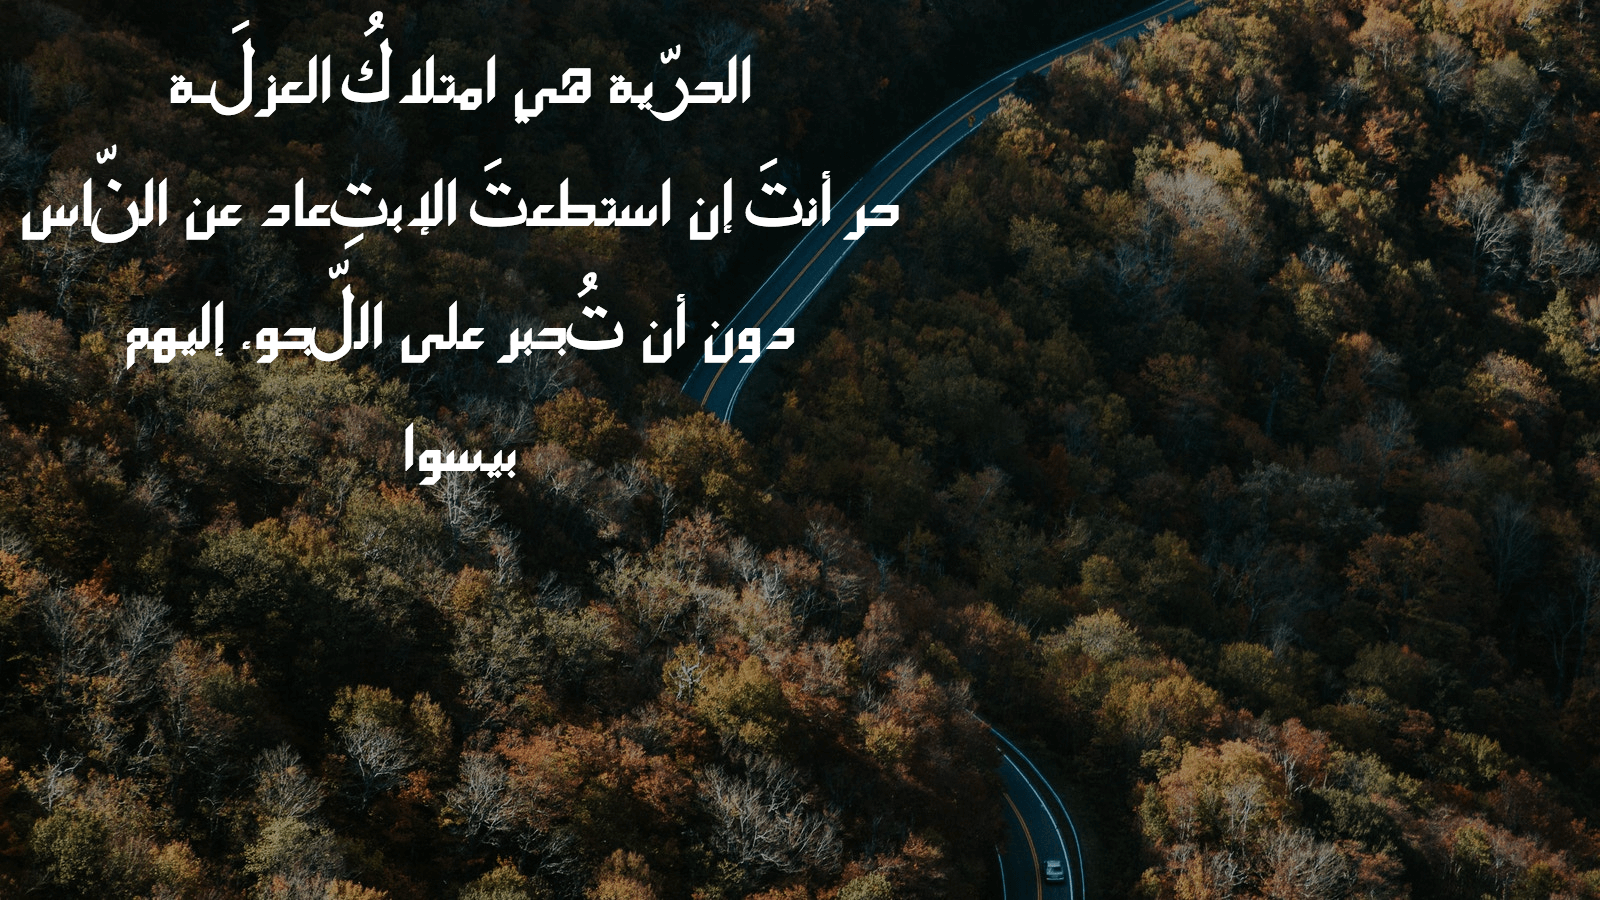 الحرّية هي امتلاكُ العزلَـة
حر أنتَ إن استطعتَ الإبتِعاد عن النّاس
دون أن تُجبر على اللّجوء إليهم
بيسوا